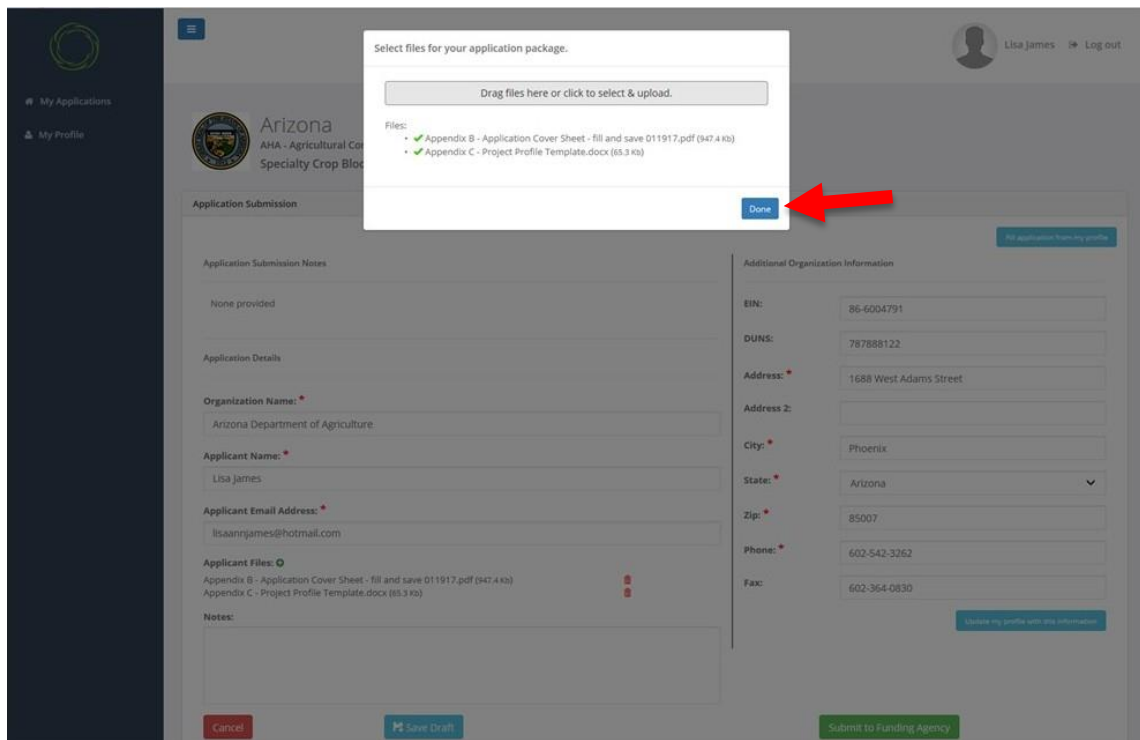 Lisa James Log out
Select files for your application package.
Drag files here or click to select & upload.
Files:
Appendix B - Application Cover Sheet - fill and save 011917.pdf (947.4 Kb)
Appendix C - Project Profile Template.docx (65.3 Kb)
Done
My Applications
My Profile
Arizona
AHA - Agricultural Co
Specialty Crop Bloc
Application Submission
Fill application from my profile
Application Submission Notes
None provided
Application Details
Organization Name: *
Arizona Department of Agriculture
Applicant Name: *
Lisa James
Applicant Email Address: *
lisaannjames@hotmail.com
Applicant Files:
Appendix B - Application Cover Sheet - fill and save 011917.pdf (947.4 Kb)
Appendix C - Project Profile Template.docx (65.3 Kb)
Notes:
Additional Organization Information
EIN: 86-6004791
DUNS: 787888122
Address: * 1688 West Adams Street
Address 2:
City: * Phoenix
State: * Arizona
Zip: * 85007
Phone: * 602-542-3262
Fax: 602-364-0830
Update my profile with this information
Cancel
Save Draft
Submit to Funding Agency